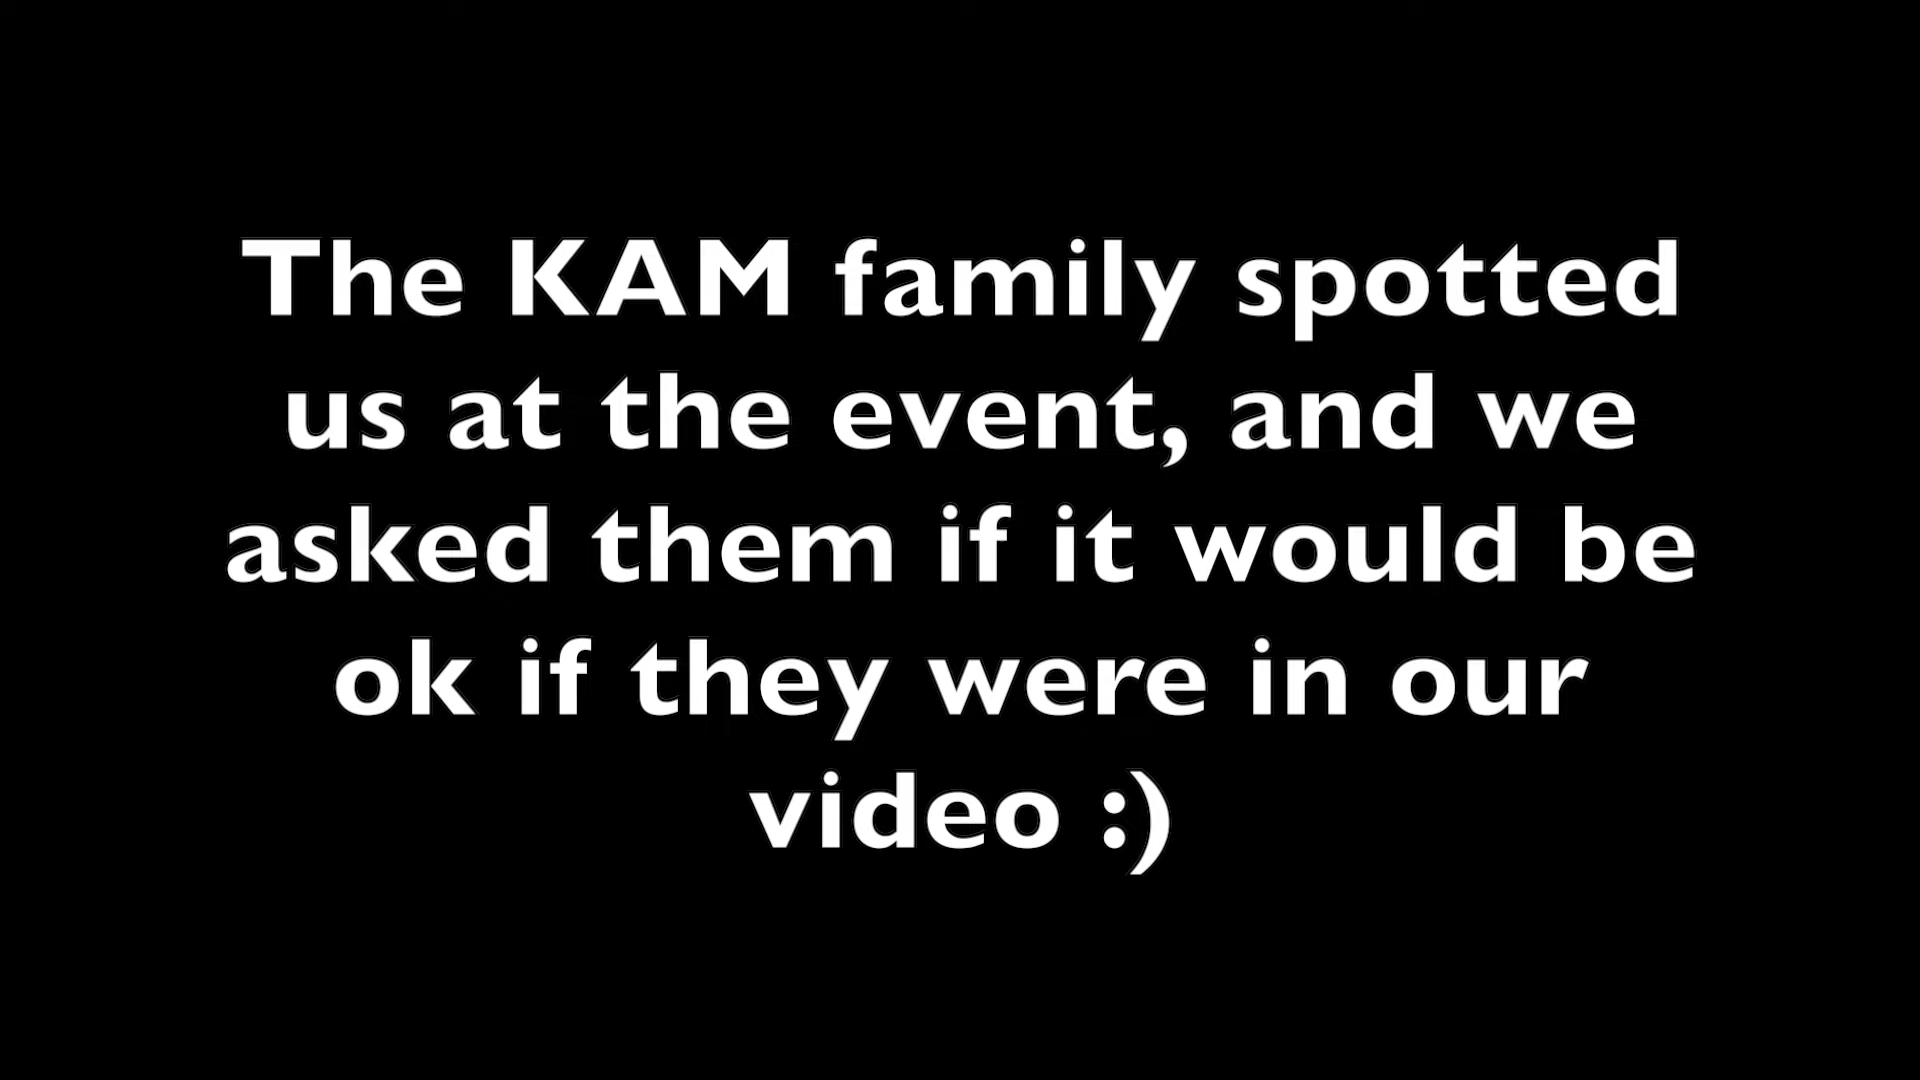 The KAM family spotted
us at the event, and we
asked them if it would be
ok if they were in our
video :)